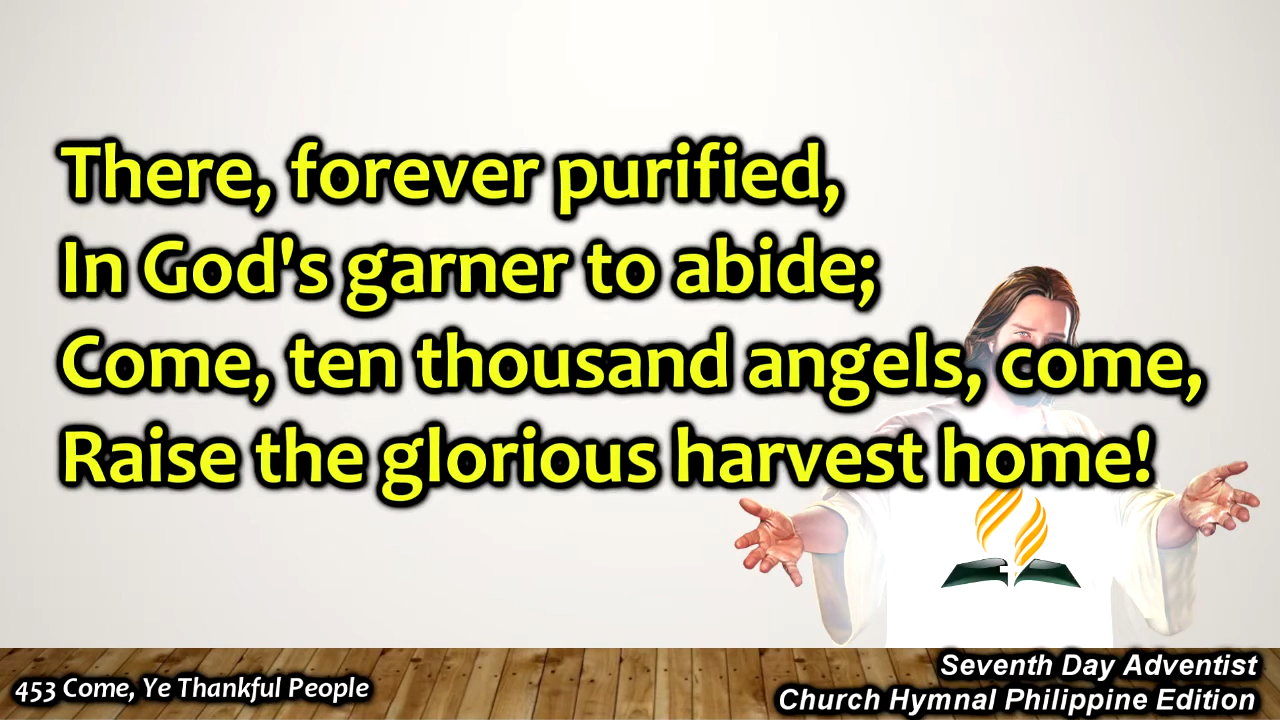 There, forever purified,
In God's garner to abide;
Come, ten thousand angels, come,
Raise the glorious harvest home!
453 Come, Ye Thankful People
Seventh Day Adventist
Church Hymnal Philippine Edition